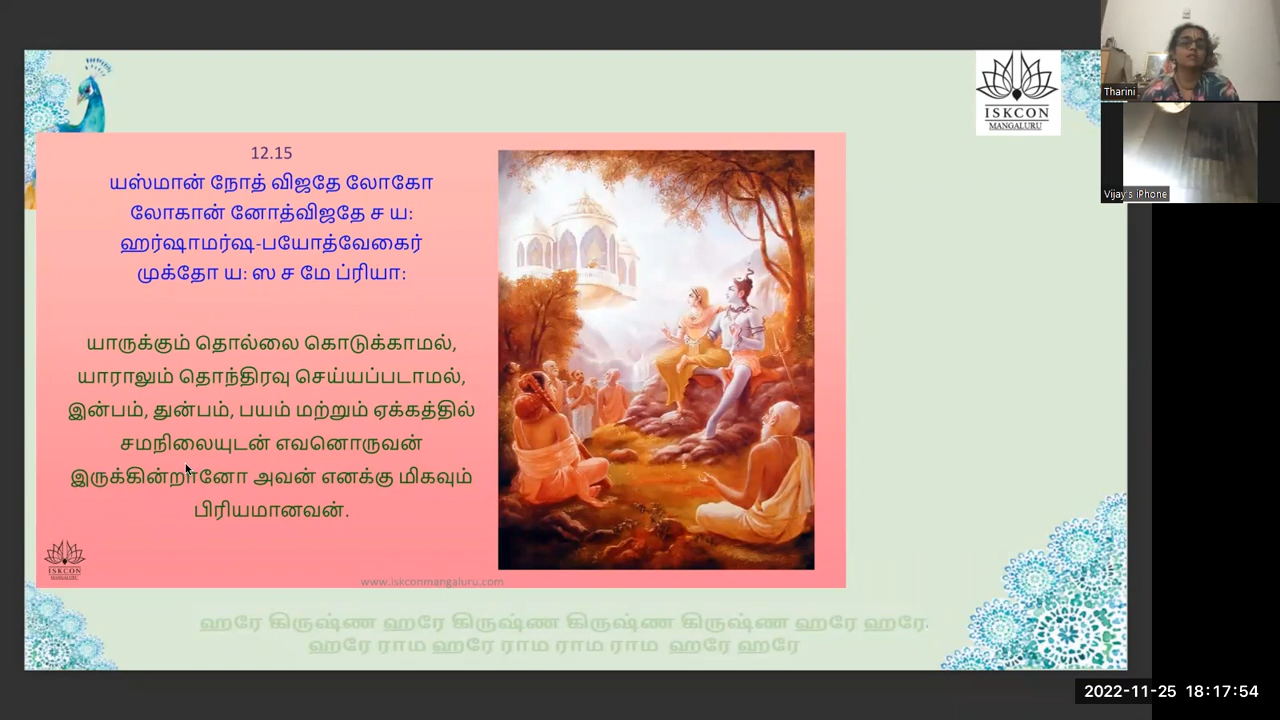 ISKCON
MANGALURU
Tharini
Vijay's iPhone
12.15
யஸ்மான் நோத் விஜதே லோகோ
லோகான் னோத்விஜதே ச ய:
ஹர்ஷாமர்ஷ-பயோத்வேகைர்
முக்தோ ய: ஸ ச மே ப்ரியா:
யாருக்கும் தொல்லை கொடுக்காமல்,
யாராலும் தொந்திரவு செய்யப்படாமல்,
இன்பம், துன்பம், பயம் மற்றும் ஏக்கத்தில்
சமநிலையுடன் எவனொருவன்
இருக்கின்றானோ அவன் எனக்கு மிகவும்
பிரியமானவன்.
ISKCON
MANGALURU
www.iskconmangaluru.com
ஹரே கிருஷ்ண ஹரே கிருஷ்ண கிருஷ்ண கிருஷ்ண ஹரே ஹரே.
ஹரே ராம ஹரே ராம ராம ராம ஹரே ஹரே
2022-11-25 18:17:54